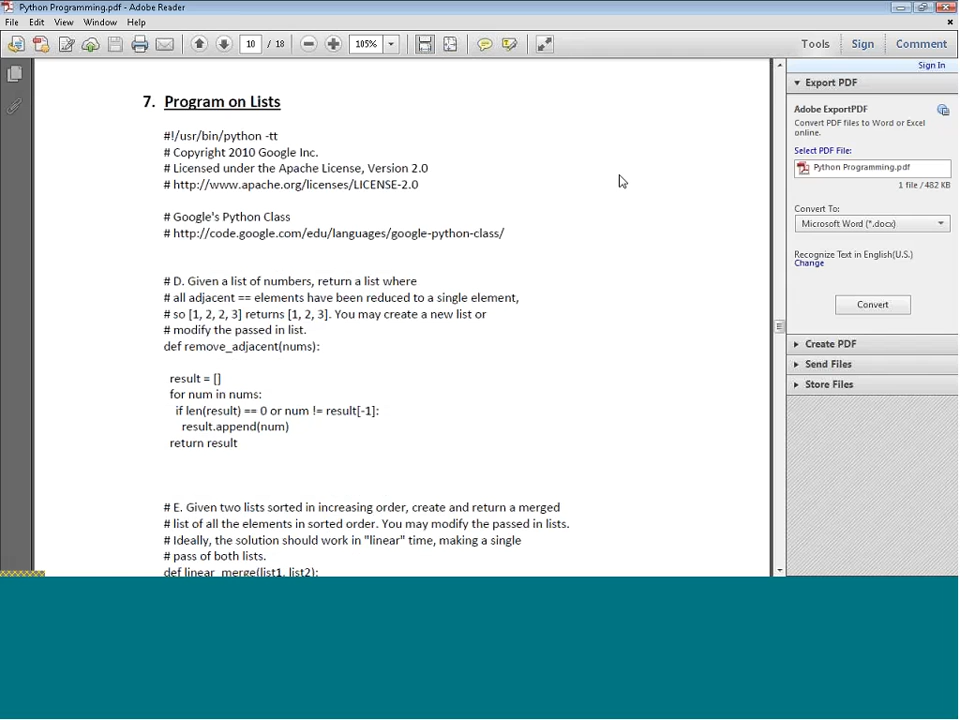 Python Programming.pdf - Adobe Reader
File Edit View Window Help
10 / 18 105% Tools Sign Comment
Sign In
7. Program on Lists
#!/usr/bin/python -tt
# Copyright 2010 Google Inc.
# Licensed under the Apache License, Version 2.0
# http://www.apache.org/licenses/LICENSE-2.0
# Google's Python Class
# http://code.google.com/edu/languages/google-python-class/
# D. Given a list of numbers, return a list where
# all adjacent == elements have been reduced to a single element,
# so [1, 2, 2, 3] returns [1, 2, 3]. You may create a new list or
# modify the passed in list.
def remove_adjacent(nums):
result = []
for num in nums:
if len(result) == 0 or num != result[-1]:
result.append(num)
return result
# E. Given two lists sorted in increasing order, create and return a merged
# list of all the elements in sorted order. You may modify the passed in lists.
# Ideally, the solution should work in "linear" time, making a single
# pass of both lists.
def linear_merge(list1, list2):
Export PDF
Adobe ExportPDF
Convert PDF files to Word or Excel
online.
Select PDF File:
Python Programming.pdf
1 file / 482 KB
Convert To:
Microsoft Word (*.docx)
Recognize Text in English(U.S.)
Change
Convert
Create PDF
Send Files
Store Files